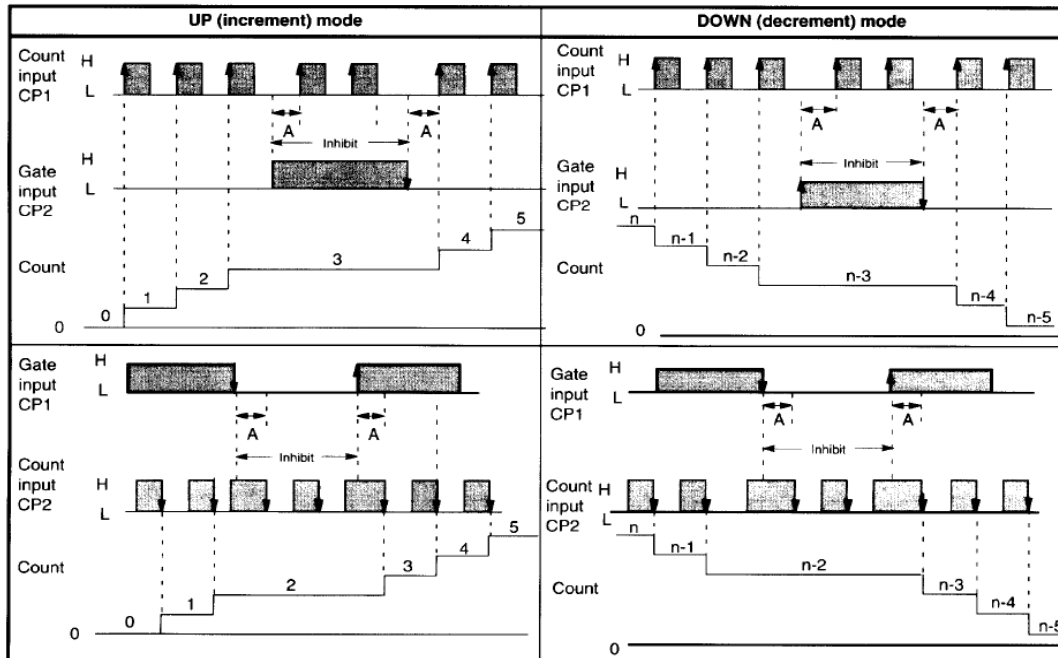 UP (increment) mode
DOWN (decrement) mode
Count
input
CP1
H
L
A
A
Inhibit
Gate
input
CP2
H
L
Count
0
1
2
3
4
5
0
Count
input
CP1
H
L
A
A
Inhibit
Gate
input
CP2
H
L
n
n-1
n-2
n-3
n-4
n-5
Count
0
Gate
input
CP1
H
L
A
A
Inhibit
Count
input
CP2
H
L
Count
0
1
2
3
4
5
0
Gate
input
CP1
H
L
A
A
Inhibit
Count
input
CP2
H
L
n
n-1
n-2
n-3
n-4
n-5
Count
0